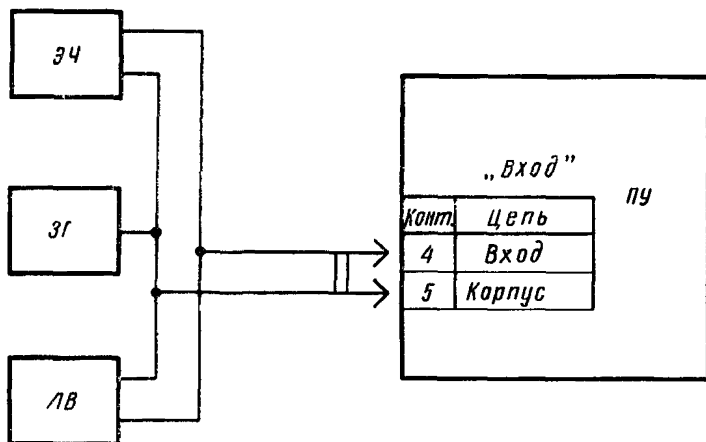 ЭЧ
ЗГ
ЛВ
„Вход”
ПУ
Конт. Цепь
4 Вход
5 Корпус